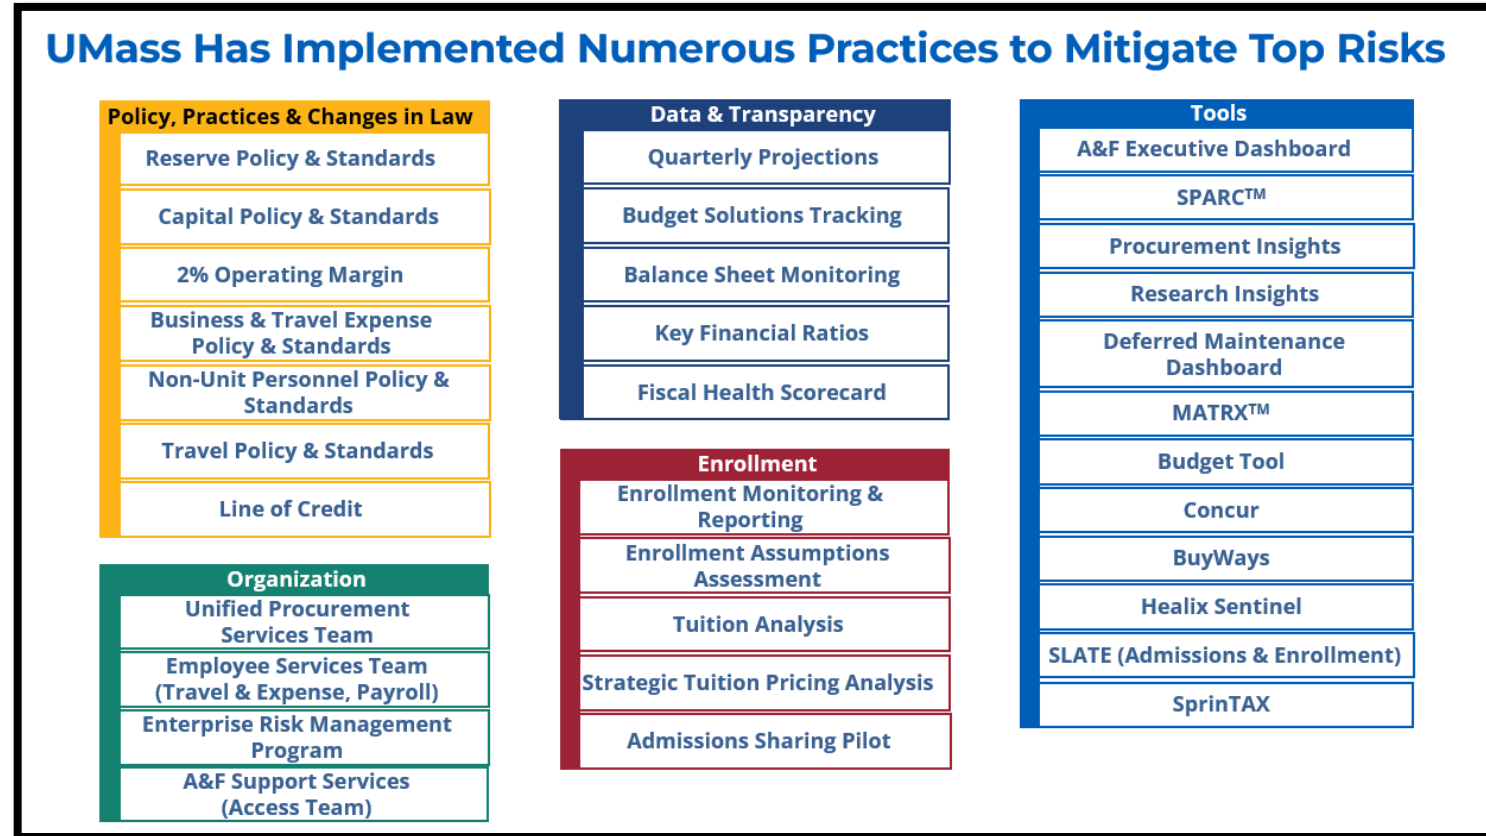 UMass Has Implemented Numerous Practices to Mitigate Top Risks
Policy, Practices & Changes in Law
Reserve Policy & Standards
Capital Policy & Standards
2% Operating Margin
Business & Travel Expense
Policy & Standards
Non-Unit Personnel Policy &
Standards
Travel Policy & Standards
Line of Credit
Organization
Unified Procurement
Services Team
Employee Services Team
(Travel & Expense, Payroll)
Enterprise Risk Management
Program
A&F Support Services
(Access Team)
Data & Transparency
Quarterly Projections
Budget Solutions Tracking
Balance Sheet Monitoring
Key Financial Ratios
Fiscal Health Scorecard
Enrollment
Enrollment Monitoring &
Reporting
Enrollment Assumptions
Assessment
Tuition Analysis
Strategic Tuition Pricing Analysis
Admissions Sharing Pilot
Tools
A&F Executive Dashboard
SPARC™
Procurement Insights
Research Insights
Deferred Maintenance
Dashboard
MATRX™
Budget Tool
Concur
BuyWays
Healix Sentinel
SLATE (Admissions & Enrollment)
SprinTAX